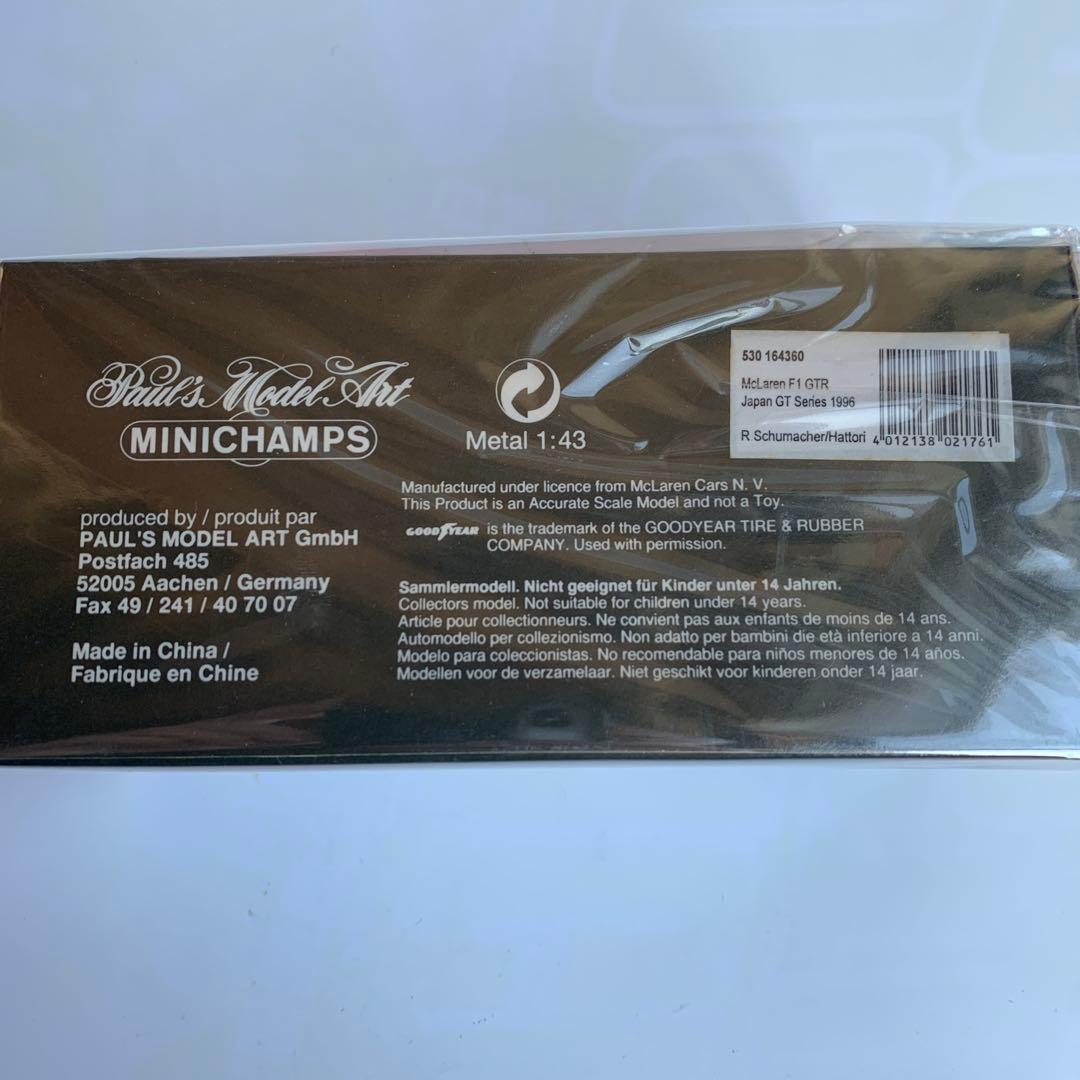 Paul's Model Art
MINICHAMPS
Metal 1:43
530 164360
McLaren F1 GTR
Japan GT Series 1996
R.Schumacher/Hattori
4 012138 021761
produced by / produit par
PAUL'S MODEL ART GmbH
Postfach 485
52005 Aachen / Germany
Fax 49 / 241 / 40 70 07
Made in China /
Fabrique en Chine
Manufactured under licence from McLaren Cars N. V.
This Product is an Accurate Scale Model and not a Toy.
GOODYEAR is the trademark of the GOODYEAR TIRE & RUBBER
COMPANY. Used with permission.
Sammlermodell. Nicht geeignet für Kinder unter 14 Jahren.
Collectors model. Not suitable for children under 14 years.
Article pour collectionneurs. Ne convient pas aux enfants de moins de 14 ans.
Automodello per collezionismo. Non adatto per bambini die età inferiore a 14 anni.
Modelo para coleccionistas. No recomendable para niños menores de 14 años.
Modellen voor de verzamelaar. Niet geschikt voor kinderen onder 14 jaar.